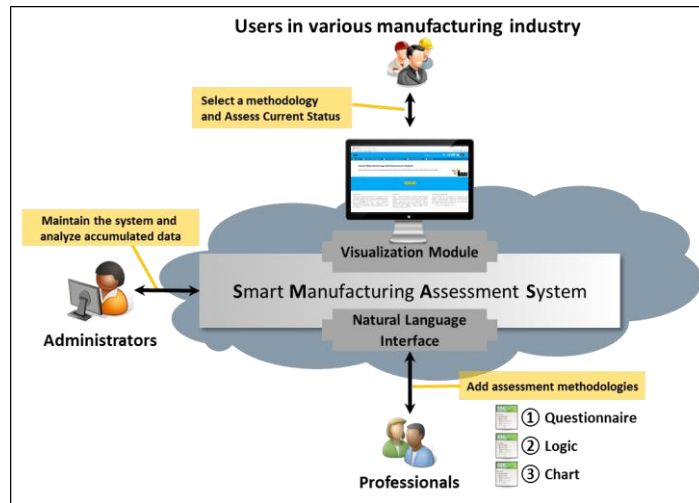 Users in various manufacturing industry
Select a methodology
and Assess Current Status
Maintain the system and
analyze accumulated data
Visualization Module
Smart Manufacturing Assessment System
Administrators
Natural Language
Interface
Add assessment methodologies
① Questionnaire
② Logic
③ Chart
Professionals